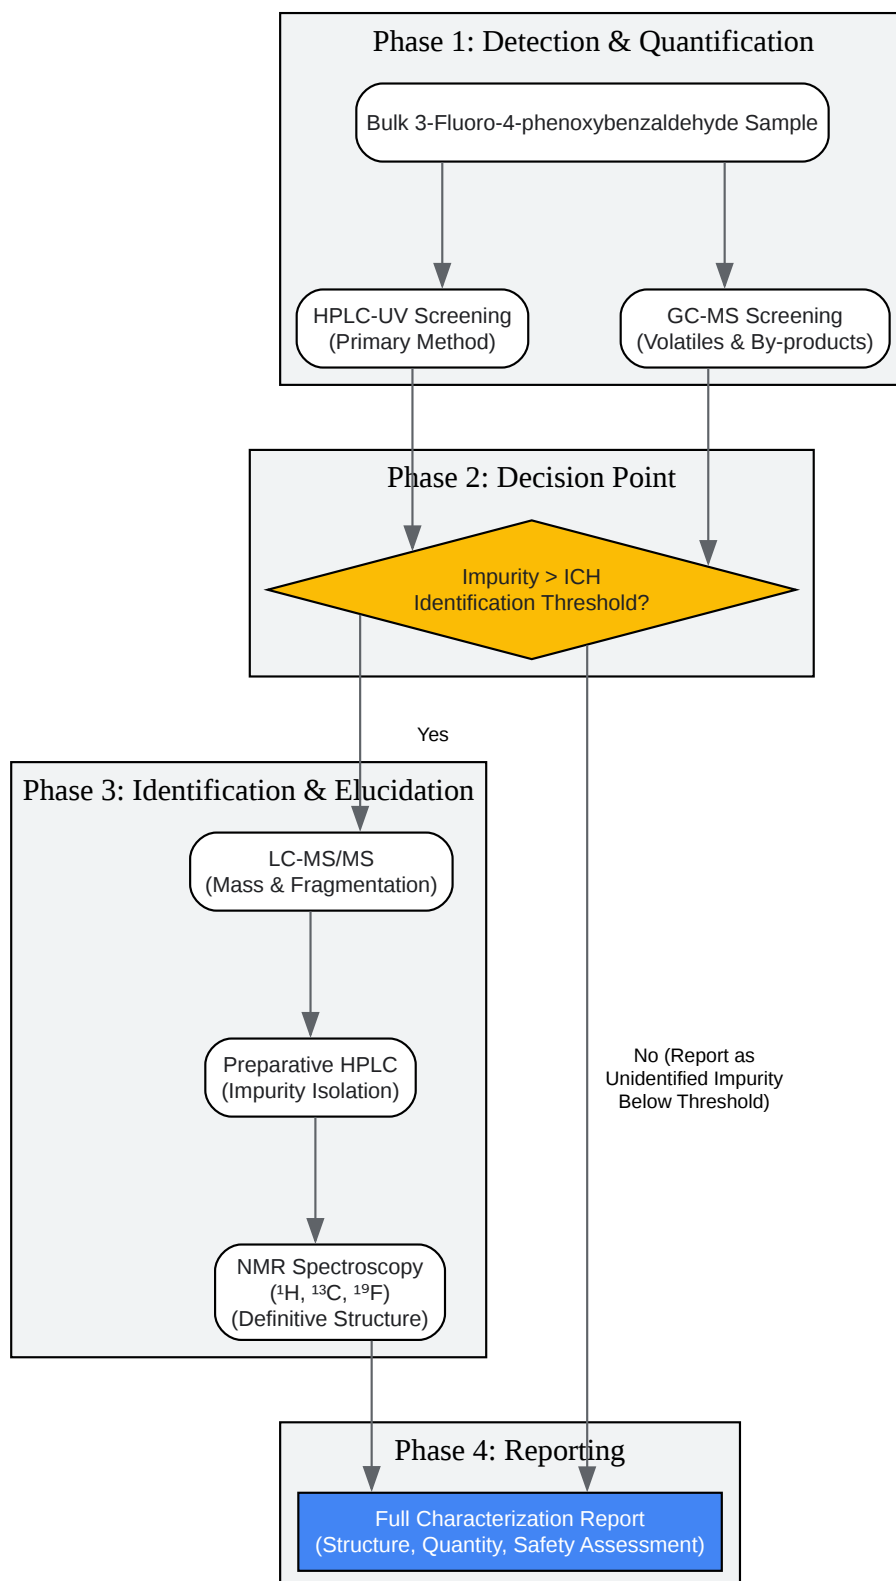 Phase 1: Detection & Quantification
Bulk 3-Fluoro-4-phenoxybenzaldehyde Sample
HPLC-UV Screening
(Primary Method)
GC-MS Screening
(Volatiles & By-products)
Phase 2: Decision Point
Impurity > ICH
Identification Threshold?
Yes
Phase 3: Identification & Elucidation
LC-MS/MS
(Mass & Fragmentation)
Preparative HPLC
(Impurity Isolation)
No (Report as
Unidentified Impurity
Below Threshold)
NMR Spectroscopy
(¹H, ¹³C, ¹⁹F)
(Definitive Structure)
Phase 4: Reporting
Full Characterization Report
(Structure, Quantity, Safety Assessment)